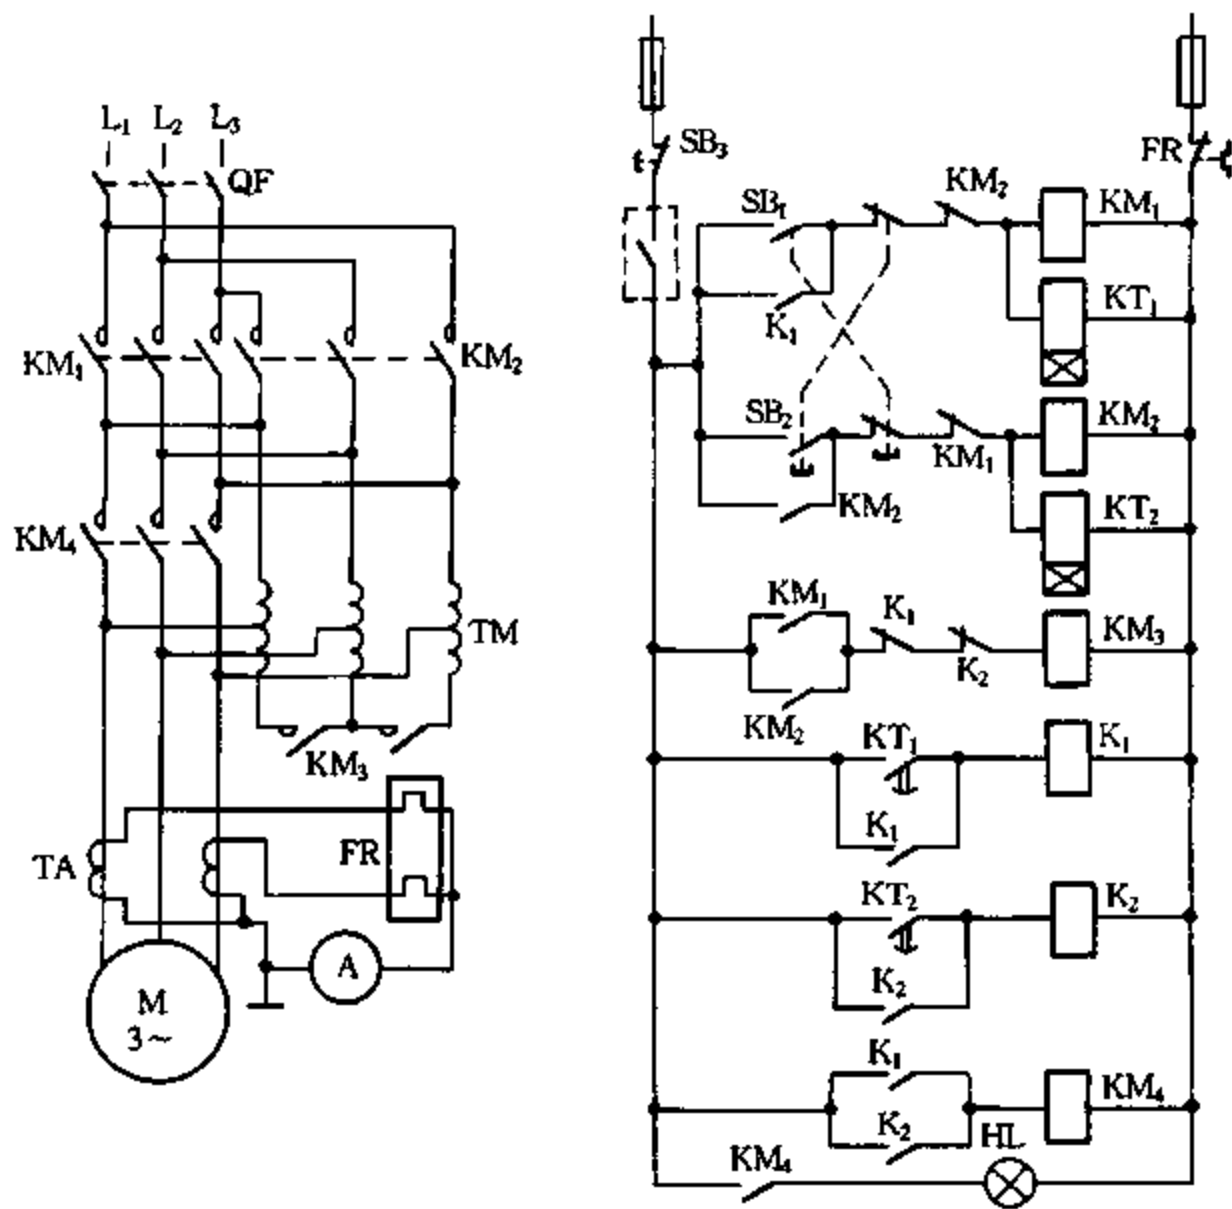 L₁ L₂ L₃
QF
KM₁
KM₂
KM₄
TM
KM₃
TA
FR
A
M
3~
SB₃
FR
SB₁
KM₂
KM₁
K₁
KT₁
SB₂
KM₁
KM₂
KM₂
KT₂
KM₁
K₁
K₂
KM₃
KM₂
KT₁
K₁
K₁
KT₂
K₂
K₂
K₁
K₂
KM₄
HL
KM₄